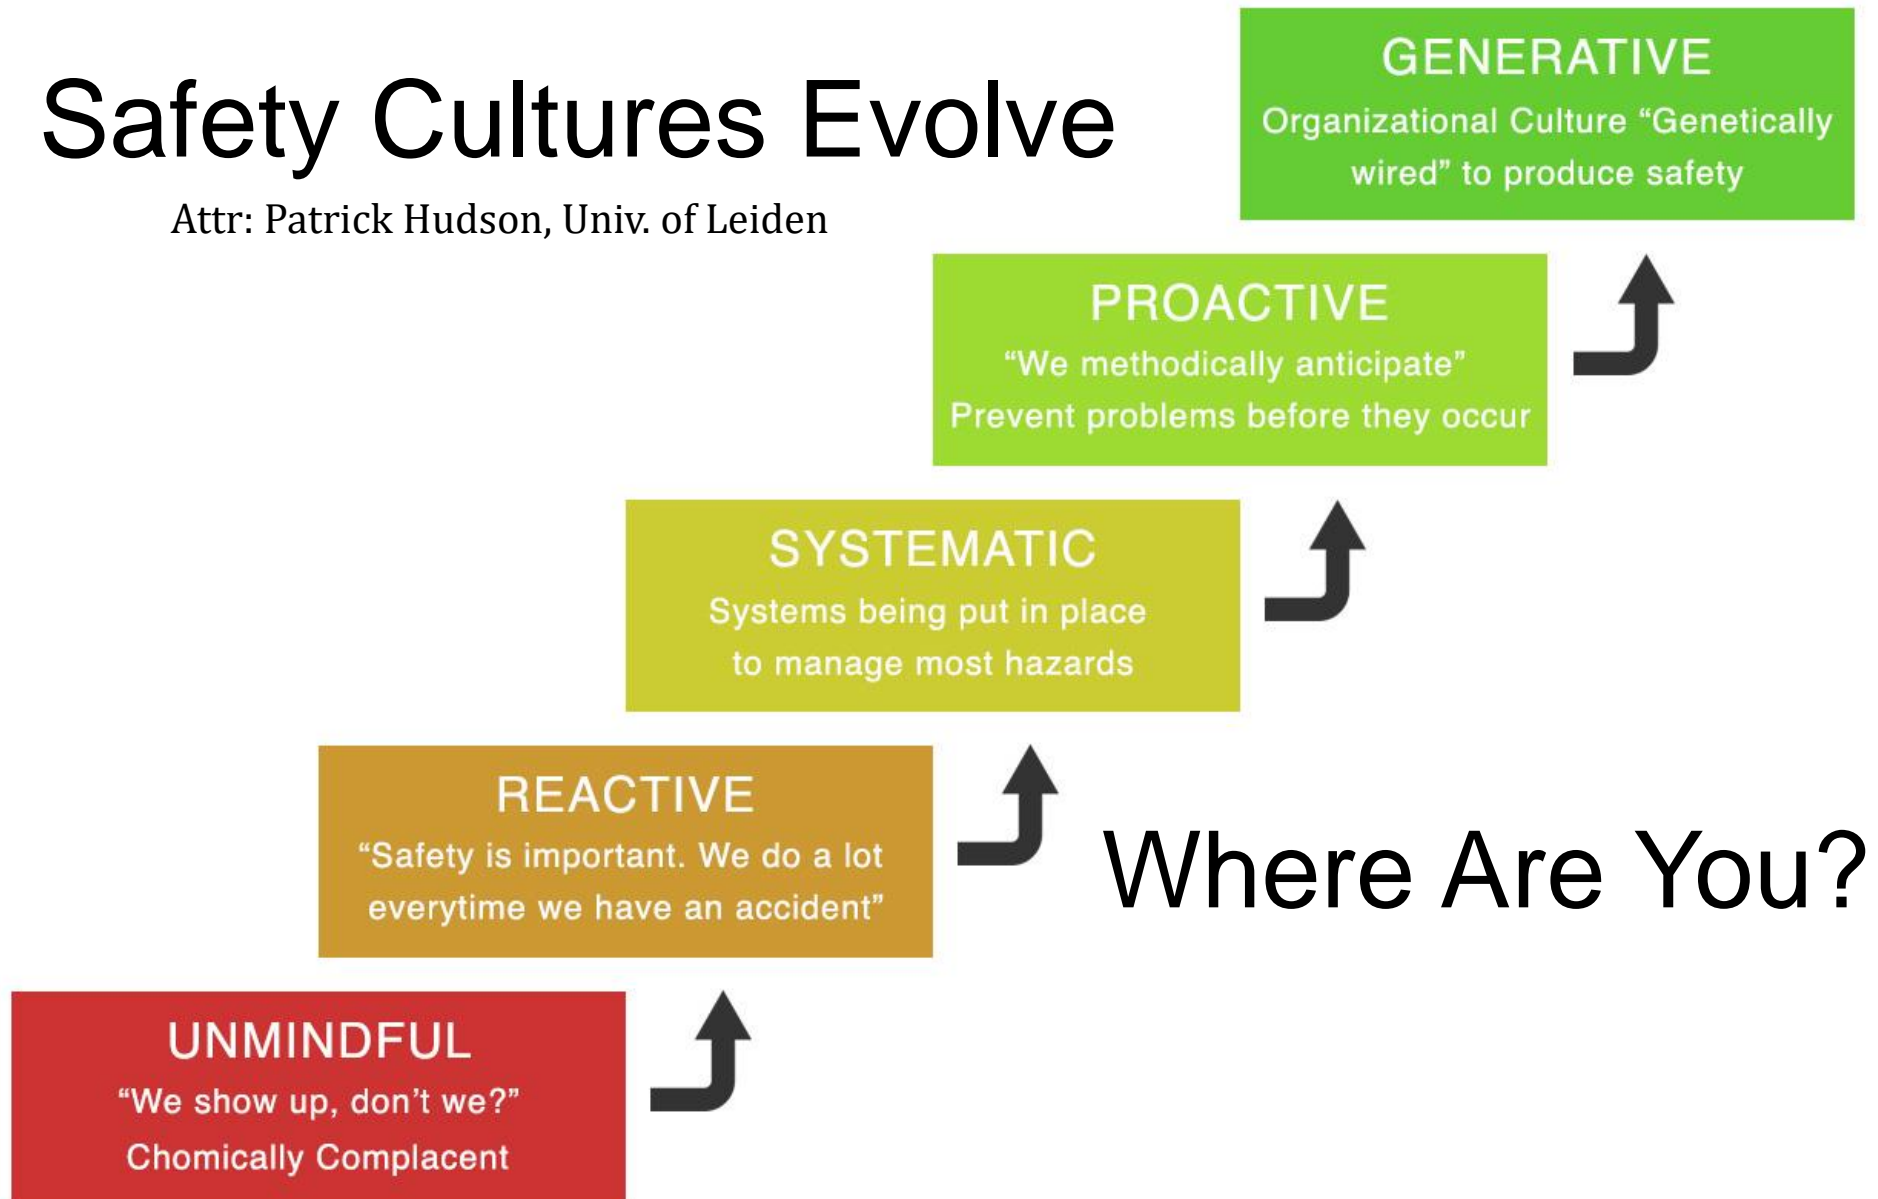 Safety Cultures Evolve
Attr: Patrick Hudson, Univ. of Leiden
GENERATIVE
Organizational Culture “Genetically
wired” to produce safety
PROACTIVE
“We methodically anticipate”
Prevent problems before they occur
SYSTEMATIC
Systems being put in place
to manage most hazards
REACTIVE
“Safety is important. We do a lot
everytime we have an accident”
Where Are You?
UNMINDFUL
“We show up, don’t we?”
Chomically Complacent